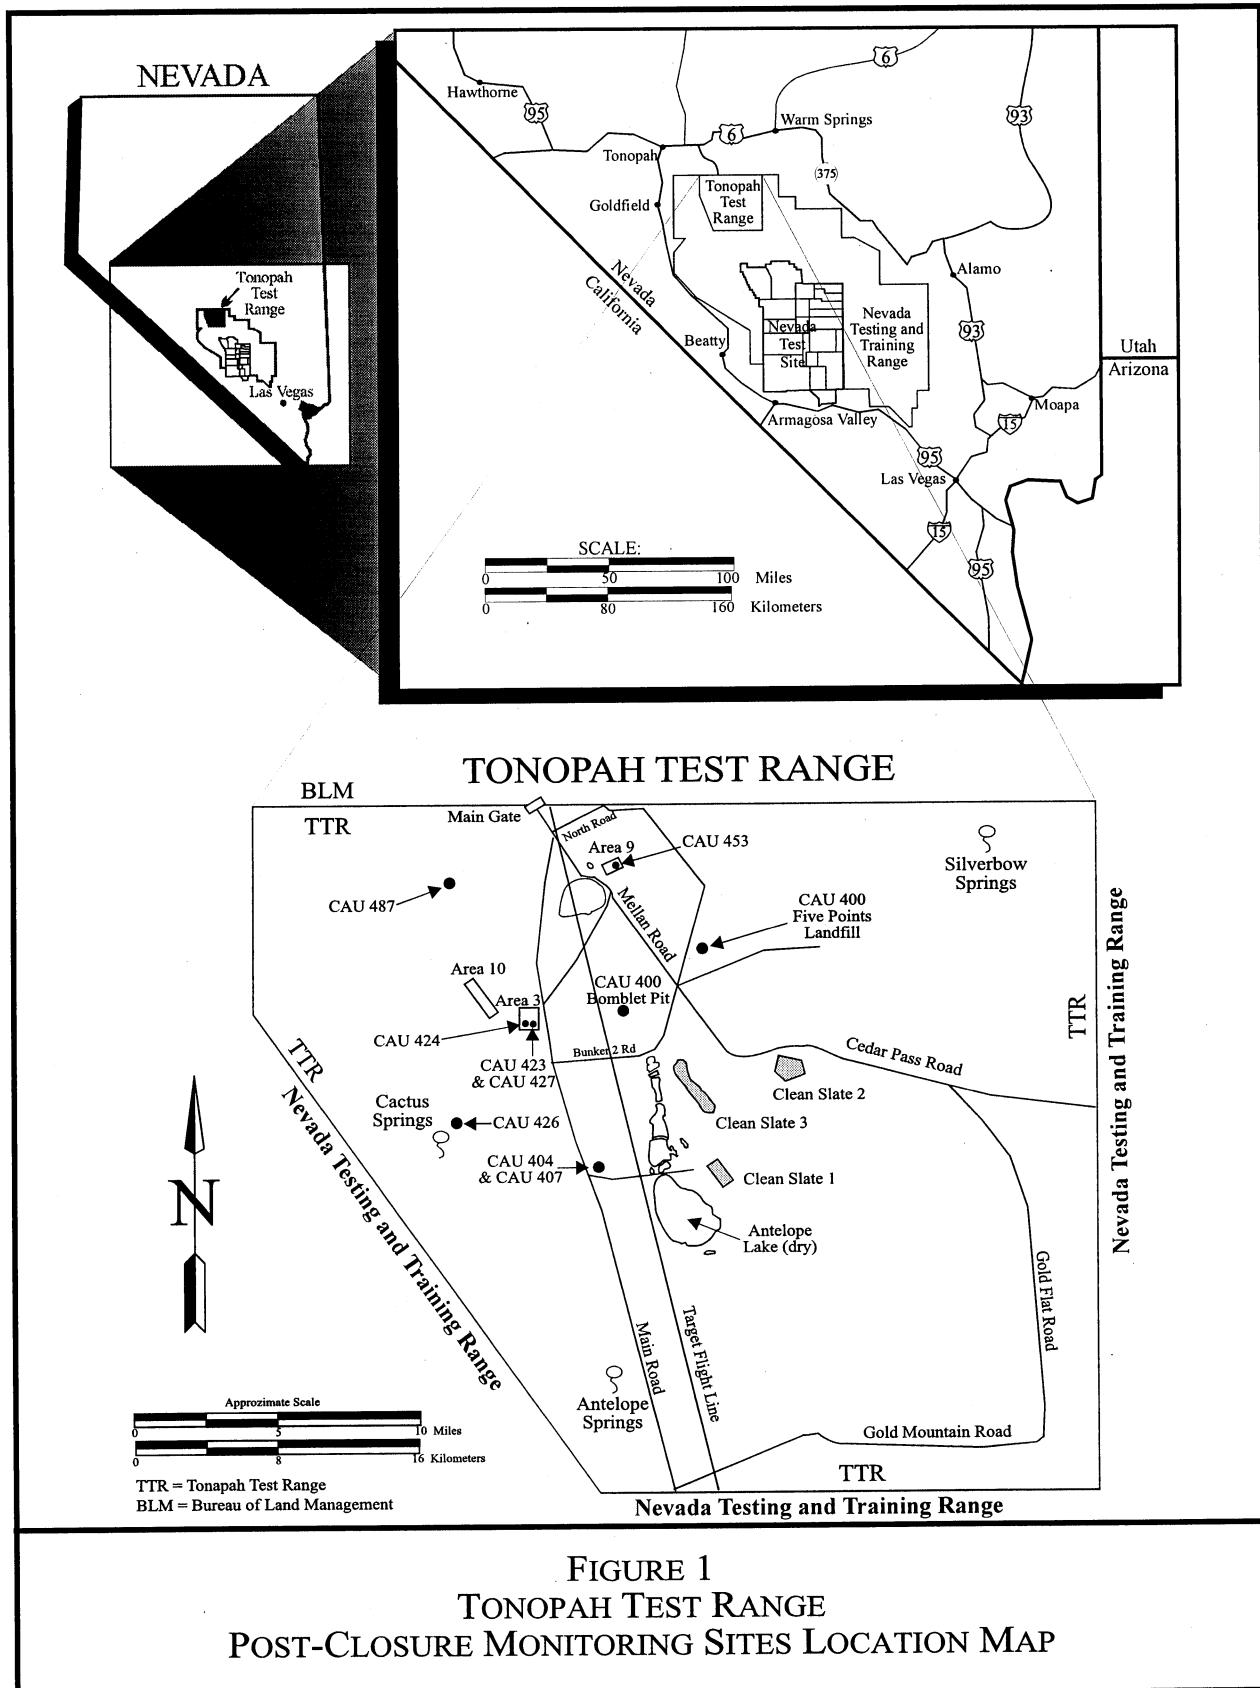 NEVADA
Tonopah
Test
Range
Las Vegas
Hawthorne
95
6
93
Warm Springs
6
Tonopah
375
Tonopah
Test
Range
Goldfield
Nevada
California
Alamo
Nevada
Testing and
Training
Range
Nevada
Test
Site
93
Beatty
Utah
Arizona
Moapa
Armagosa Valley
15
95
Las Vegas
15
95
SCALE:
0 50 100 Miles
0 80 160 Kilometers
TONOPAH TEST RANGE
BLM
TTR
Main Gate
North Road
Area 9
CAU 453
Silverbow
Springs
CAU 487
CAU 400
Five Points
Landfill
Mellan Road
Area 10
CAU 400
Bomblet Pit
Area 3
CAU 424
TTR
Nevada Testing and Training Range
CAU 423
& CAU 427
Bunker 2 Rd
Cedar Pass Road
TTR
Nevada Testing and Training Range
Clean Slate 2
Cactus
Springs
CAU 426
Clean Slate 3
CAU 404
& CAU 407
Clean Slate 1
N
Antelope
Lake (dry)
Gold Flat Road
Main Road
Target Flight Line
Antelope
Springs
Gold Mountain Road
Approzimate Scale
0 5 10 Miles
0 8 16 Kilometers
TTR
TTR = Tonapah Test Range
BLM = Bureau of Land Management
Nevada Testing and Training Range
FIGURE 1
TONOPAH TEST RANGE
POST-CLOSURE MONITORING SITES LOCATION MAP